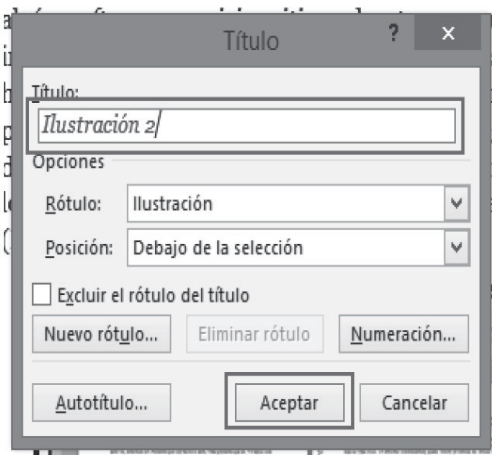 Título ? x
Título:
Ilustración 2
Opciones
Rótulo: Ilustración
Posición: Debajo de la selección
Excluir el rótulo del título
Nuevo rótulo... Eliminar rótulo Numeración...
Autotítulo... Aceptar Cancelar